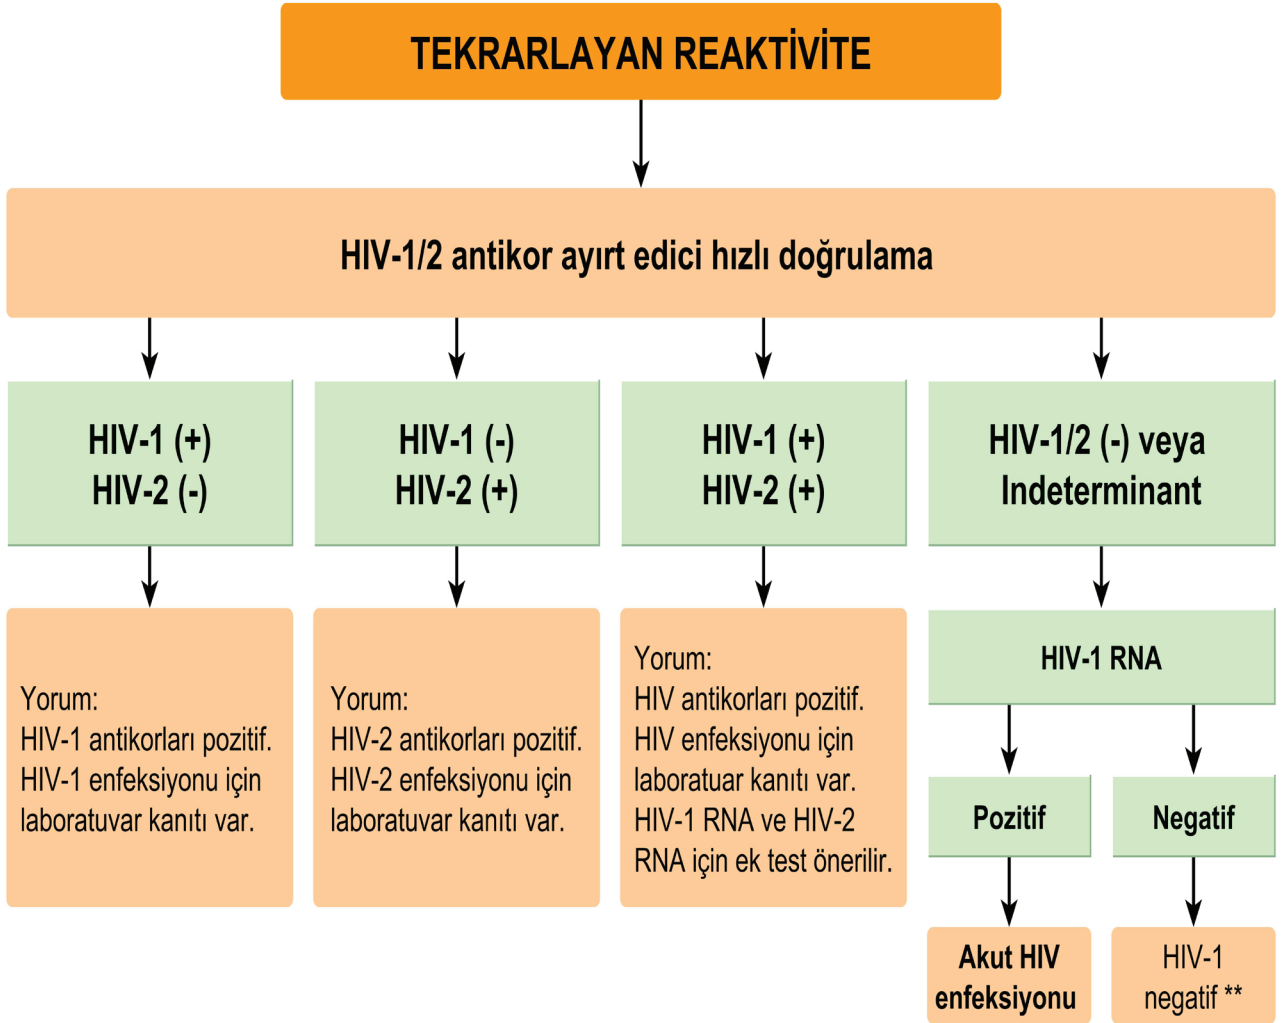 TEKRARLAYAN REAKTİVİTE
HIV-1/2 antikor ayırt edici hızlı doğrulama
HIV-1 (+)
HIV-2 (-)
HIV-1 (-)
HIV-2 (+)
HIV-1 (+)
HIV-2 (+)
HIV-1/2 (-) veya
Indeterminant
Yorum:
HIV-1 antikorları pozitif.
HIV-1 enfeksiyonu için
laboratuvar kanıtı var.
Yorum:
HIV-2 antikorları pozitif.
HIV-2 enfeksiyonu için
laboratuvar kanıtı var.
Yorum:
HIV antikorları pozitif.
HIV enfeksiyonu için
laboratuar kanıtı var.
HIV-1 RNA ve HIV-2
RNA için ek test önerilir.
HIV-1 RNA
Pozitif
Negatif
Akut HIV
enfeksiyonu
HIV-1
negatif **